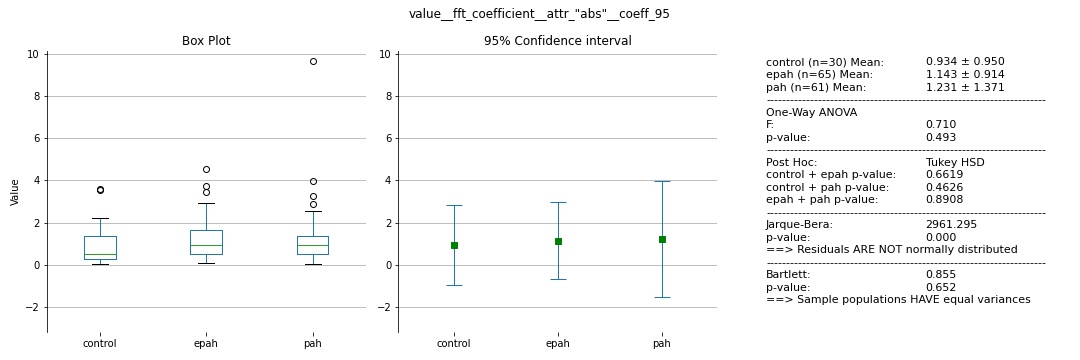 value__fft_coefficient__attr_"abs"__coeff_95
Box Plot
Value
10
8
6
4
2
0
−2
control epah pah
95% Confidence interval
10
8
6
4
2
0
−2
control epah pah
control (n=30) Mean: 0.934 ± 0.950
epah (n=65) Mean: 1.143 ± 0.914
pah (n=61) Mean: 1.231 ± 1.371
One-Way ANOVA
F: 0.710
p-value: 0.493
Post Hoc: Tukey HSD
control + epah p-value: 0.6619
control + pah p-value: 0.4626
epah + pah p-value: 0.8908
Jarque-Bera: 2961.295
p-value: 0.000
==> Residuals ARE NOT normally distributed
Bartlett: 0.855
p-value: 0.652
==> Sample populations HAVE equal variances